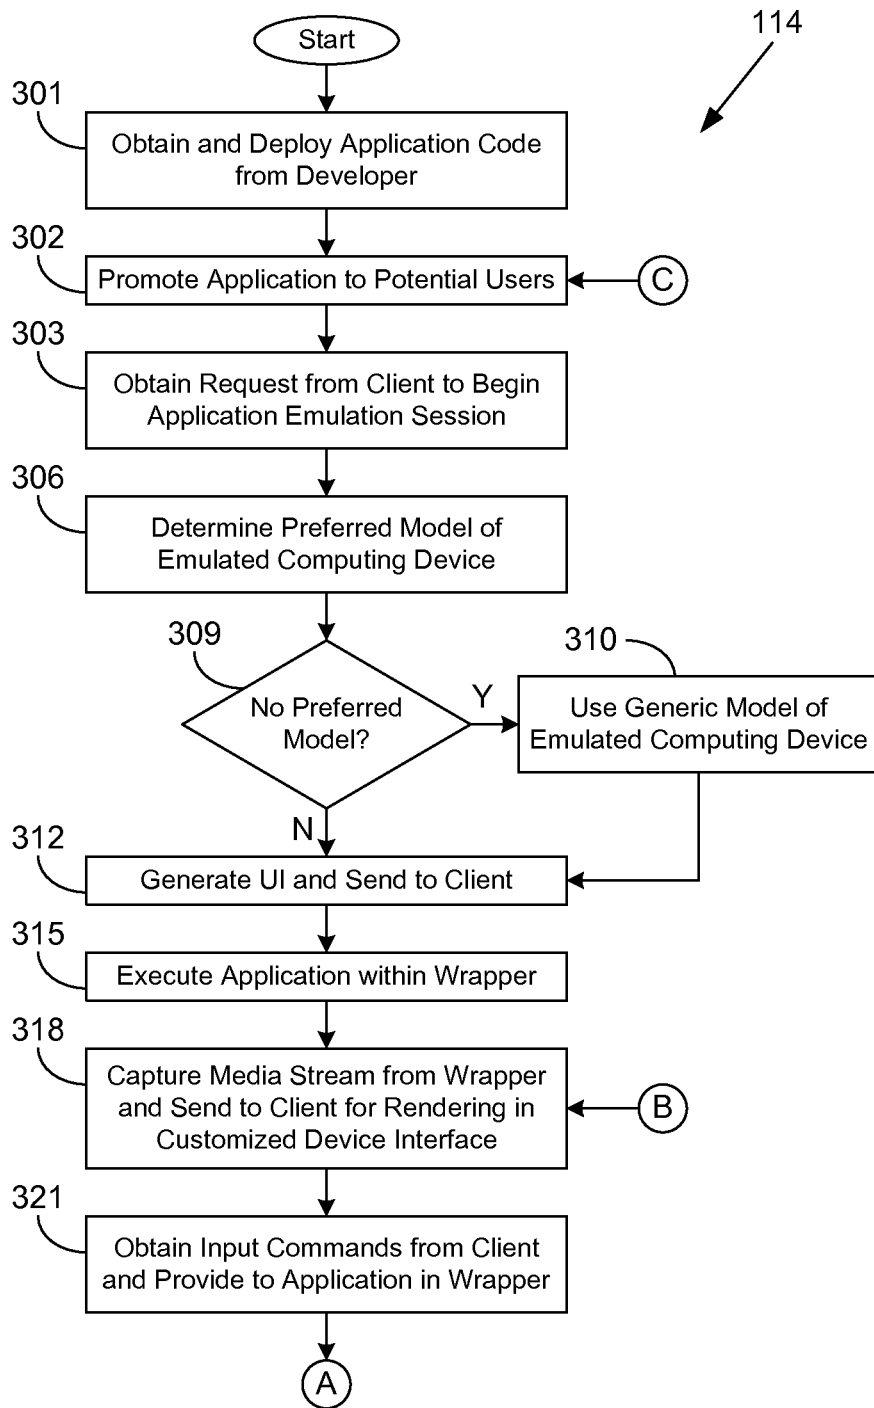 114
Start
301
Obtain and Deploy Application Code
from Developer
302
Promote Application to Potential Users
C
303
Obtain Request from Client to Begin
Application Emulation Session
306
Determine Preferred Model of
Emulated Computing Device
309
No Preferred
Model?
Y
310
Use Generic Model of
Emulated Computing Device
N
312
Generate UI and Send to Client
315
Execute Application within Wrapper
318
Capture Media Stream from Wrapper
and Send to Client for Rendering in
Customized Device Interface
B
321
Obtain Input Commands from Client
and Provide to Application in Wrapper
A